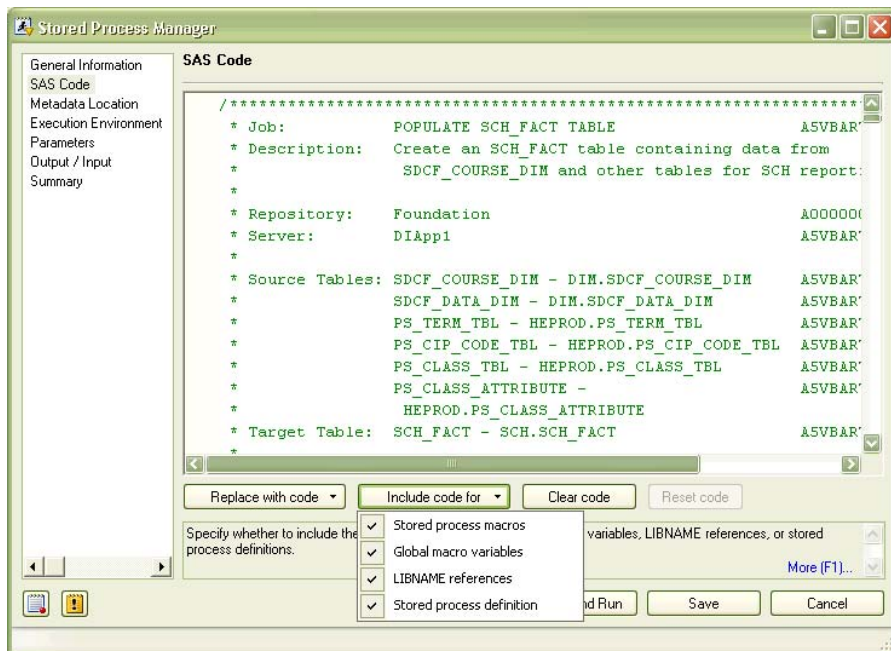 Stored Process Manager
General Information
SAS Code
Metadata Location
Execution Environment
Parameters
Output / Input
Summary
SAS Code
/******************************************************************
* Job: POPULATE SCH_FACT TABLE A5VBAR
* Description: Create an SCH_FACT table containing data from
* SDCF_COURSE_DIM and other tables for SCH report
*
* Repository: Foundation A000000
* Server: DIApp1 A5VBAR
*
* Source Tables: SDCF_COURSE_DIM - DIM.SDCF_COURSE_DIM A5VBAR
* SDCF_DATA_DIM - DIM.SDCF_DATA_DIM A5VBAR
* PS_TERM_TBL - HEPROD.PS_TERM_TBL A5VBAR
* PS_CIP_CODE_TBL - HEPROD.PS_CIP_CODE_TBL A5VBAR
* PS_CLASS_TBL - HEPROD.PS_CLASS_TBL A5VBAR
* PS_CLASS_ATTRIBUTE - A5VBAR
* HEPROD.PS_CLASS_ATTRIBUTE
* Target Table: SCH_FACT - SCH.SCH_FACT A5VBAR
*
Replace with code Include code for Clear code Reset code
Specify whether to include the variables, LIBNAME references, or stored
process definitions.
More (F1)...
Stored process macros
Global macro variables
LIBNAME references
Stored process definition
nd Run Save Cancel